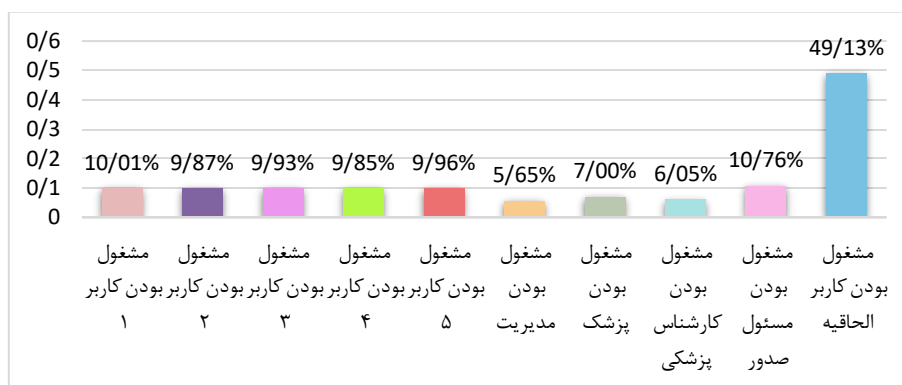 0/6
0/5
0/4
0/3
0/2
0/1
0
10/01%
9/87%
9/93%
9/85%
9/96%
5/65%
7/00%
6/05%
10/76%
49/13%
مشغول
بودن کاربر
۱
مشغول
بودن کاربر
۲
مشغول
بودن کاربر
۳
مشغول
بودن کاربر
۴
مشغول
بودن کاربر
۵
مشغول
بودن
مدیریت
مشغول
بودن
پزشک
مشغول
بودن
کارشناس
پزشکی
مشغول
بودن
مسئول
صدور
مشغول
بودن کاربر
الحاقیه